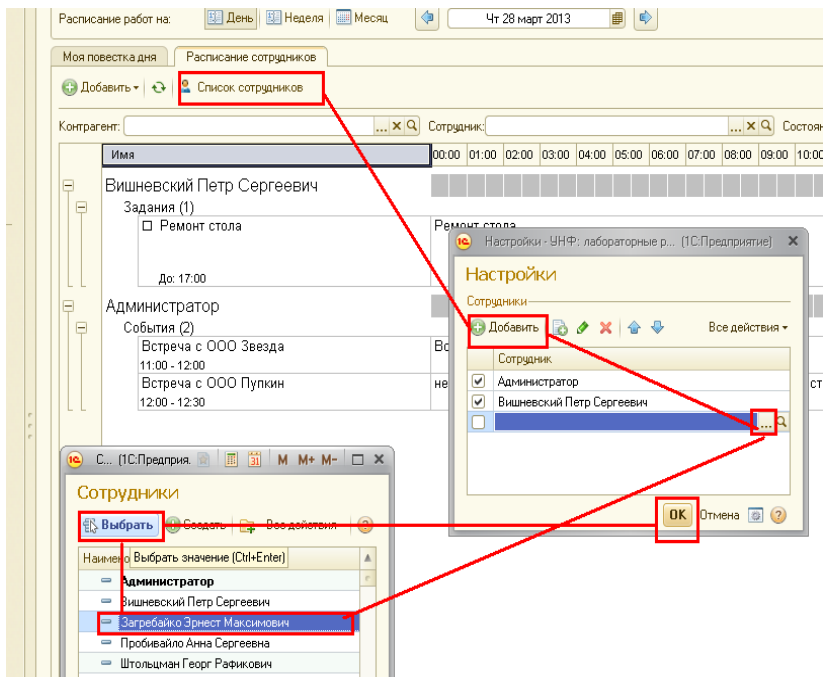 Расписание работ на: День Неделя Месяц Чт 28 март 2013
Моя повестка дня Расписание сотрудников
Добавить Список сотрудников
Контрагент: ... Сотрудник: ... Состоян
Имя 00:00 01:00 02:00 03:00 04:00 05:00 06:00 07:00 08:00 09:00 10:00
Вишневский Петр Сергеевич
Задания (1)
Ремонт стола Ремонт стола
До: 17:00
Администратор
События (2)
Встреча с ООО Звезда Вс
11:00 - 12:00
Встреча с ООО Пупкин не ст
12:00 - 12:30
Настройки - УНФ: лабораторные р... (1С:Предприятие)
Настройки
Сотрудники
Добавить Все действия
Сотрудник
Администратор
Вишневский Петр Сергеевич
...
OK Отмена
С... (1С:Предприя. M M+ M-
Сотрудники
Выбрать Создать Все действия
Наимено Выбрать значение (Ctrl+Enter)
Администратор
Вишневский Петр Сергеевич
Загребайко Эрнест Максимович
Пробивайло Анна Сергеевна
Штольцман Георг Рафикович